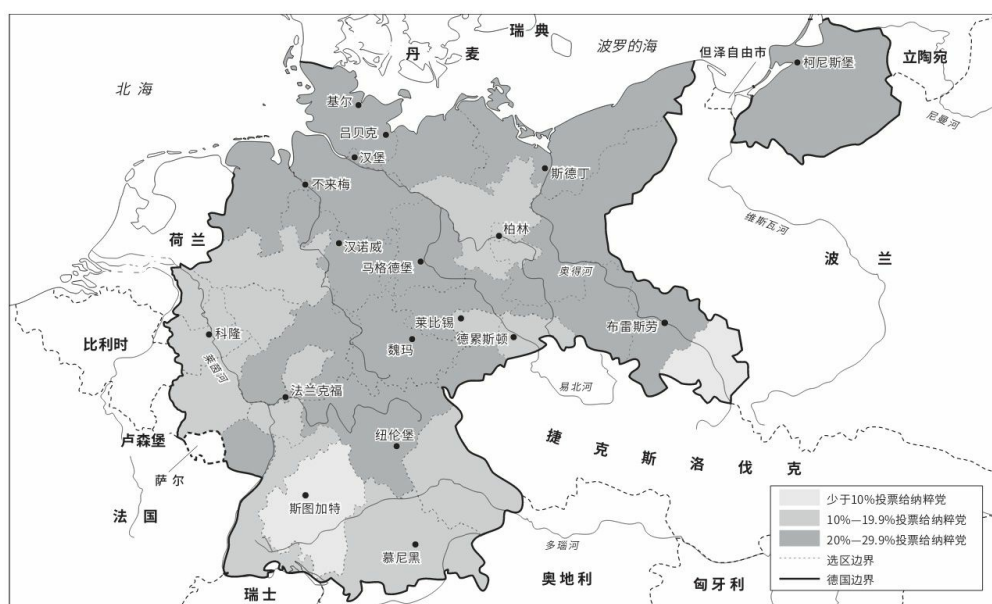 瑞典
丹麦
波罗的海
但泽自由市
立陶宛
北海
柯尼斯堡
基尔
尼曼河
吕贝克
汉堡
斯德丁
不来梅
维斯瓦河
柏林
荷兰
汉诺威
波兰
马格德堡
奥得河
莱比锡
布雷斯劳
科隆
德累斯顿
比利时
魏玛
莱茵河
易北河
法兰克福
卢森堡
纽伦堡
捷克斯洛伐克
萨尔
斯图加特
法国
少于10%投票给纳粹党
10%—19.9%投票给纳粹党
20%—29.9%投票给纳粹党
选区边界
德国边界
多瑙河
慕尼黑
奥地利
匈牙利
瑞士